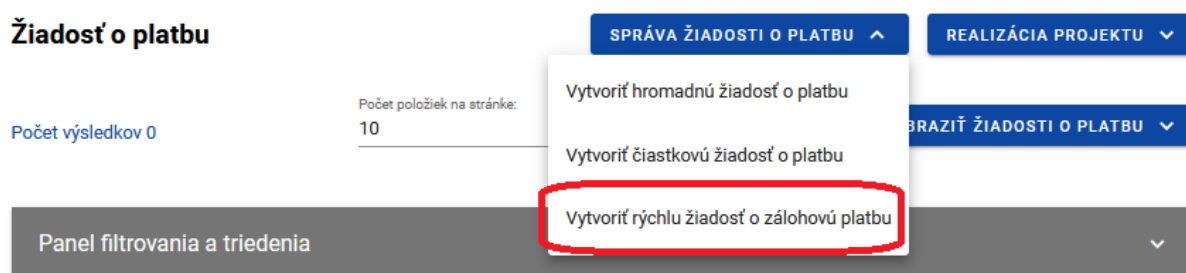 Žiadosť o platbu
SPRÁVA ŽIADOSTI O PLATBU
REALIZÁCIA PROJEKTU
Vytvoriť hromadnú žiadosť o platbu
Počet položiek na stránke:
10
Počet výsledkov 0
BRAZIŤ ŽIADOSTI O PLATBU
Vytvoriť čiastkovú žiadosť o platbu
Vytvoriť rýchlu žiadosť o zálohovú platbu
Panel filtrovania a triedenia